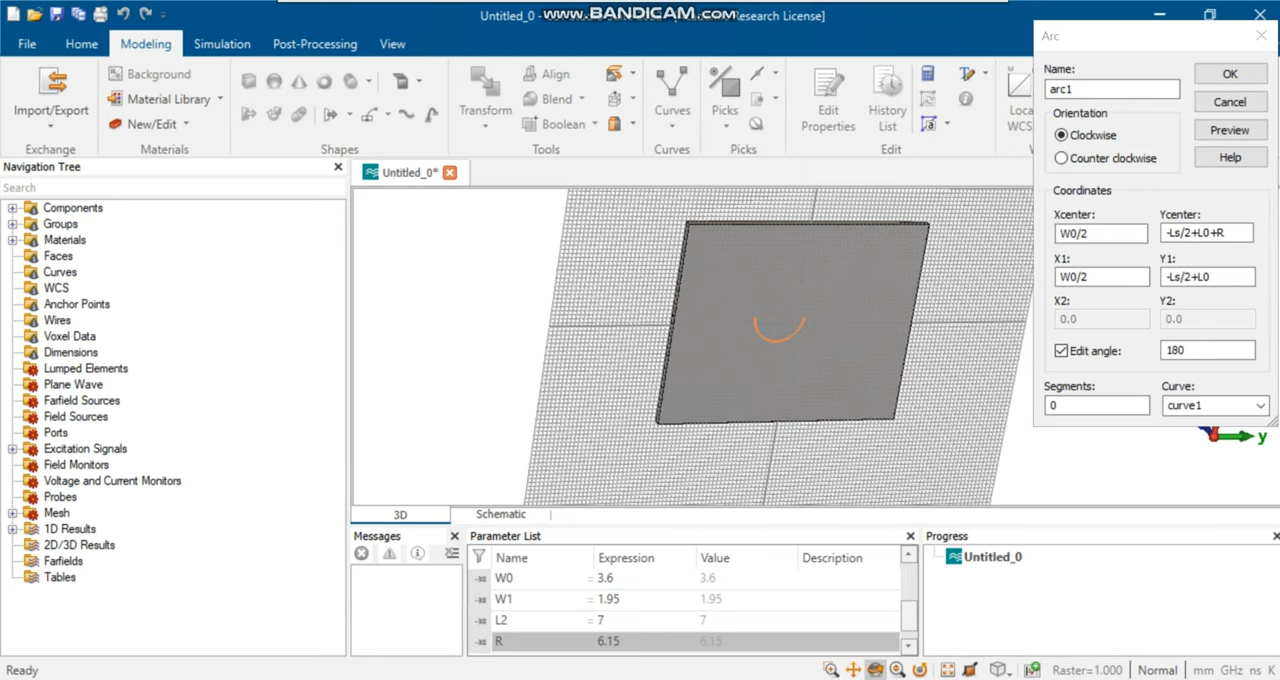 Untitled_0 - 
www.BANDICAM.com
Research License]
File Home Modeling Simulation Post-Processing View
Import/Export
Exchange
Background
Material Library
New/Edit
Materials
Shapes
Transform
Align
Blend
Boolean
Tools
Curves
Curves
Picks
Picks
Edit
Properties
History
List
Edit
Loca
WCS
Navigation Tree
Search
Components
Groups
Materials
Faces
Curves
WCS
Anchor Points
Wires
Voxel Data
Dimensions
Lumped Elements
Plane Wave
Farfield Sources
Field Sources
Ports
Excitation Signals
Field Monitors
Voltage and Current Monitors
Probes
Mesh
1D Results
2D/3D Results
Farfields
Tables
Untitled_0*
y
3D Schematic
Arc
Name:
arc1
Orientation
Clockwise
Counter clockwise
OK
Cancel
Preview
Help
Coordinates
Xcenter: Ycenter:
W0/2 -Ls/2+L0+R
X1: Y1:
W0/2 -Ls/2+L0
X2: Y2:
0.0 0.0
Edit angle: 180
Segments: Curve:
0 curve1
Messages
Parameter List
Name Expression Value Description
W0 = 3.6 3.6
W1 = 1.95 1.95
L2 = 7 7
R 6.15 6.15
Progress
Untitled_0
Ready
Raster=1.000 Normal mm GHz ns K